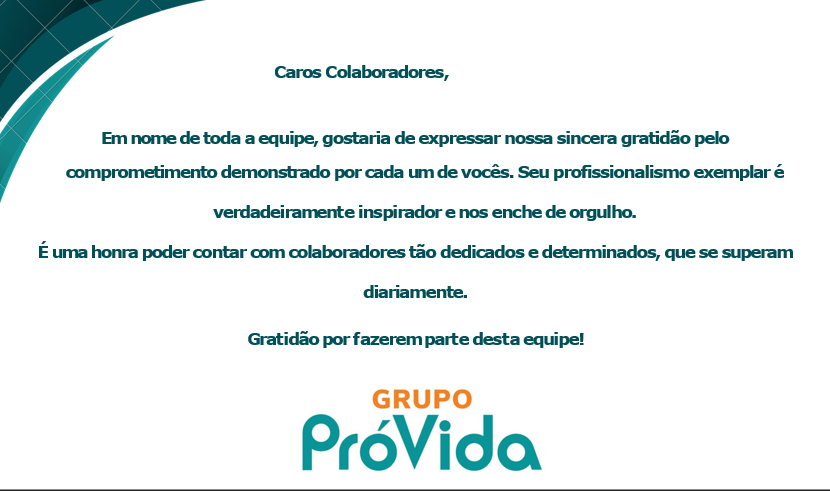 Caros Colaboradores,
Em nome de toda a equipe, gostaria de expressar nossa sincera gratidão pelo
comprometimento demonstrado por cada um de vocês. Seu profissionalismo exemplar é
verdadeiramente inspirador e nos enche de orgulho.
É uma honra poder contar com colaboradores tão dedicados e determinados, que se superam
diariamente.
Gratidão por fazerem parte desta equipe!
GRUPO
PróVida